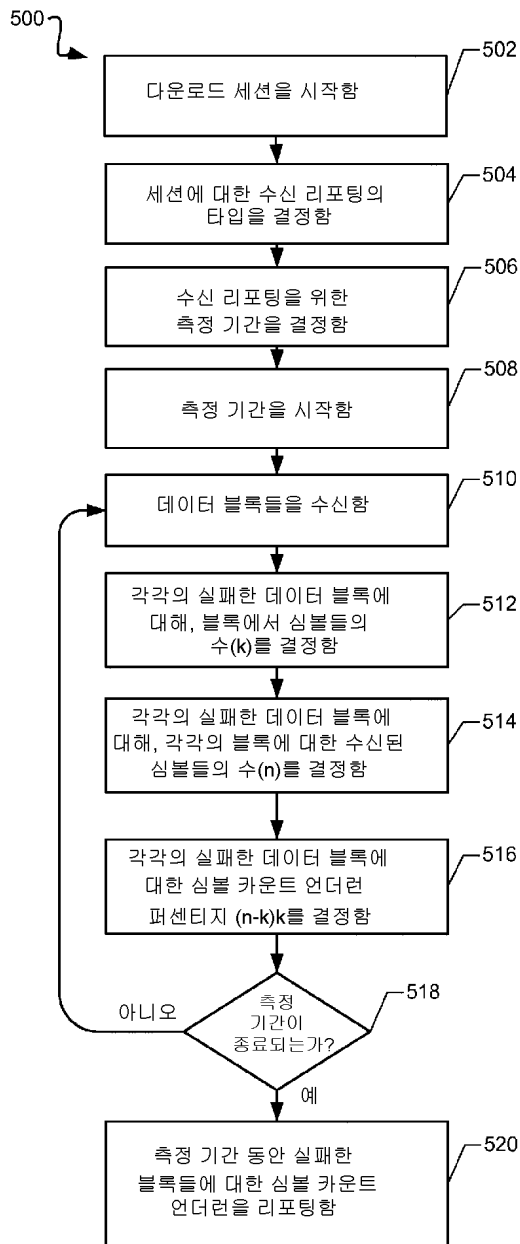 500
다운로드 세션을 시작함
502
세션에 대한 수신 리포팅의
타입을 결정함
504
수신 리포팅을 위한
측정 기간을 결정함
506
측정 기간을 시작함
508
데이터 블록들을 수신함
510
각각의 실패한 데이터 블록에
대해, 블록에서 심볼들의
수(k)를 결정함
512
각각의 실패한 데이터 블록에
대해, 각각의 블록에 대한 수신된
심볼들의 수(n)를 결정함
514
각각의 실패한 데이터 블록에
대한 심볼 카운트 언더런
퍼센티지 (n-k)k를 결정함
516
측정
기간이
종료되는가?
518
아니오
예
측정 기간 동안 실패한
블록들에 대한 심볼 카운트
언더런을 리포팅함
520